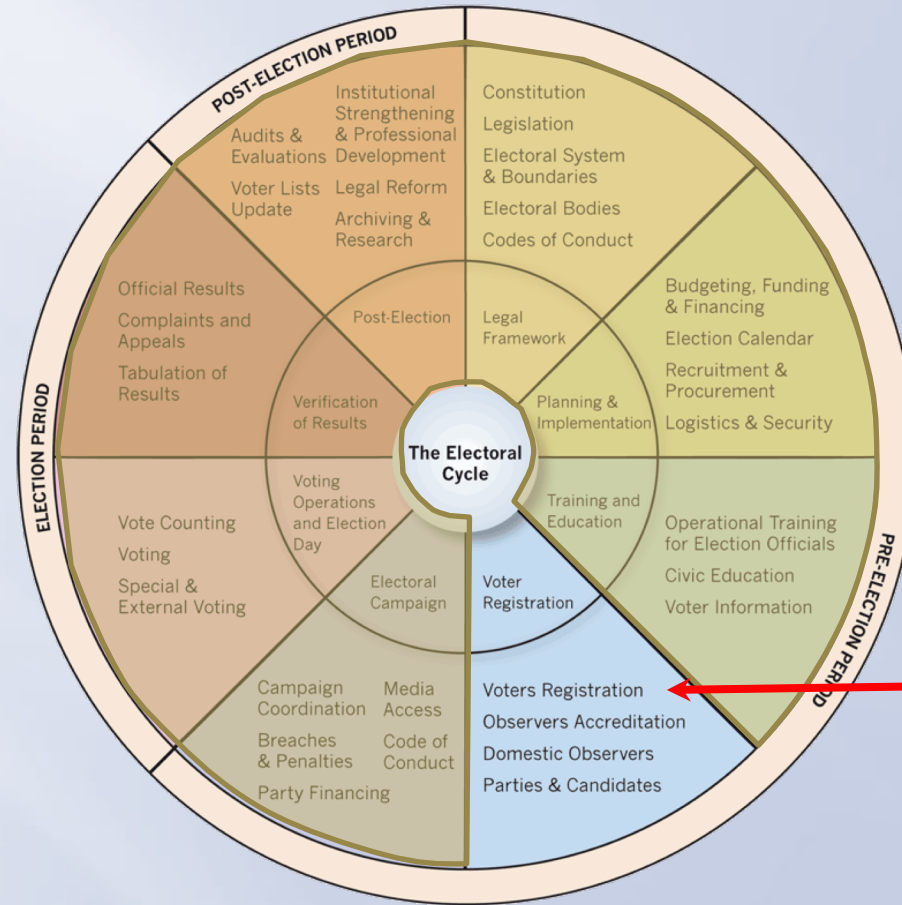 POST-ELECTION PERIOD
Institutional
Strengthening
& Professional
Development
Legal Reform
Archiving &
Research
Audits &
Evaluations
Voter Lists
Update
Post-Election
Constitution
Legislation
Electoral System
& Boundaries
Electoral Bodies
Codes of Conduct
Legal
Framework
Budgeting, Funding
& Financing
Election Calendar
Recruitment &
Procurement
Logistics & Security
Planning &
Implementation
PRE-ELECTION PERIOD
Training and
Education
Operational Training
for Election Officials
Civic Education
Voter Information
Voter
Registration
Voters Registration
Observers Accreditation
Domestic Observers
Parties & Candidates
Electoral
Campaign
Campaign
Coordination
Breaches
& Penalties
Party Financing
Media
Access
Code of
Conduct
ELECTION PERIOD
Voting
Operations
and Election
Day
Vote Counting
Voting
Special &
External Voting
Verification
of Results
Official Results
Complaints and
Appeals
Tabulation of
Results
The Electoral
Cycle